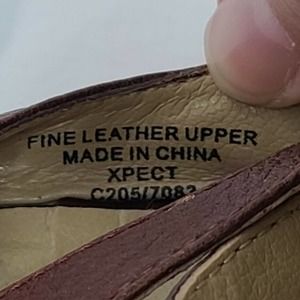 FINE LEATHER UPPER
MADE IN CHINA
XPECT
C205/7083